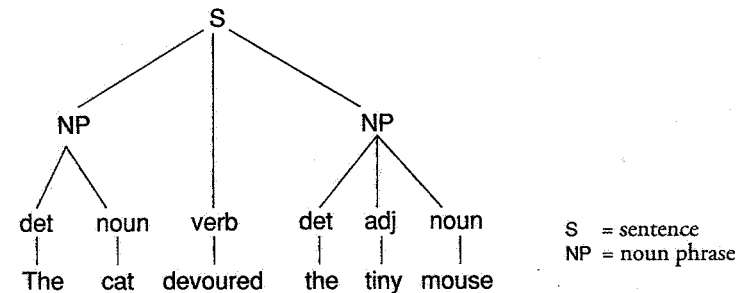 S
NP NP
det noun verb det adj noun
The cat devoured the tiny mouse
S = sentence
NP = noun phrase